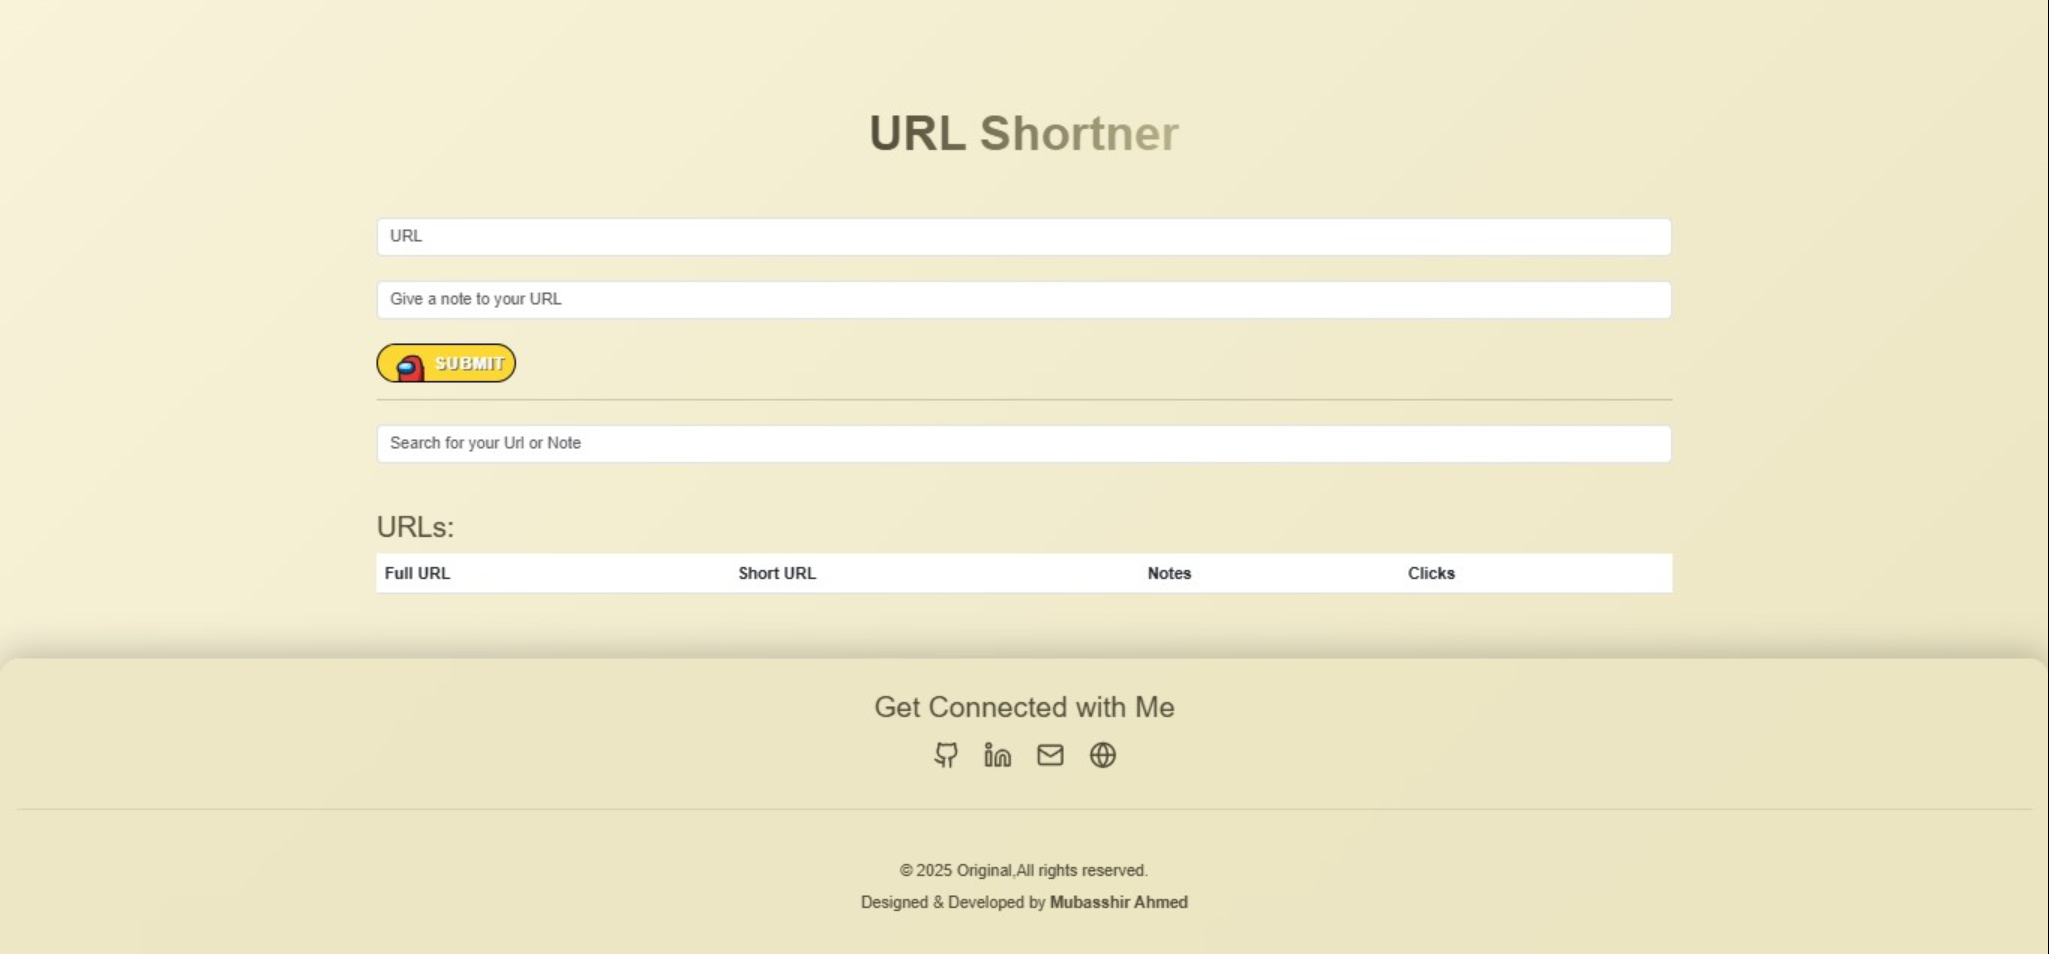 URL Shortner
URL
Give a note to your URL
SUBMIT
Search for your Url or Note
URLs:
Full URL Short URL Notes Clicks
Get Connected with Me
© 2025 Original,All rights reserved.
Designed & Developed by Mubasshir Ahmed